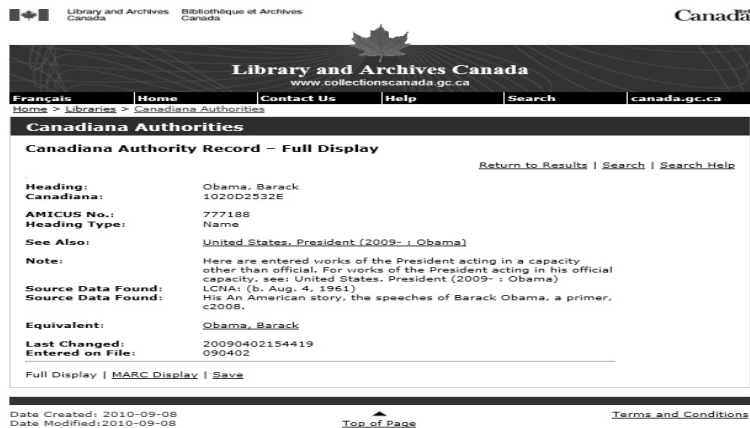 Library and Archives Bibliothèque et Archives
Canada Canada
Canada
Library and Archives Canada
www.collectionscanada.gc.ca
Français Home Contact Us Help Search canada.gc.ca
Home > Libraries > Canadiana Authorities
Canadiana Authorities
Canadiana Authority Record – Full Display
Return to Results | Search | Search Help
Heading: Obama, Barack
Canadiana: 1020D2532E
AMICUS No.: 777188
Heading Type: Name
See Also: United States. President (2009- : Obama)
Note: Here are entered works of the President acting in a capacity
other than official. For works of the President acting in his official
capacity, see: United States. President (2009- : Obama)
Source Data Found: LCNA: (b. Aug. 4, 1961)
Source Data Found: His An American story, the speeches of Barack Obama, a primer,
c2008.
Equivalent: Obama, Barack
Last Changed: 20090402154419
Entered on File: 090402
Full Display | MARC Display | Save
Date Created: 2010-09-08
Date Modified:2010-09-08
Top of Page
Terms and Conditions